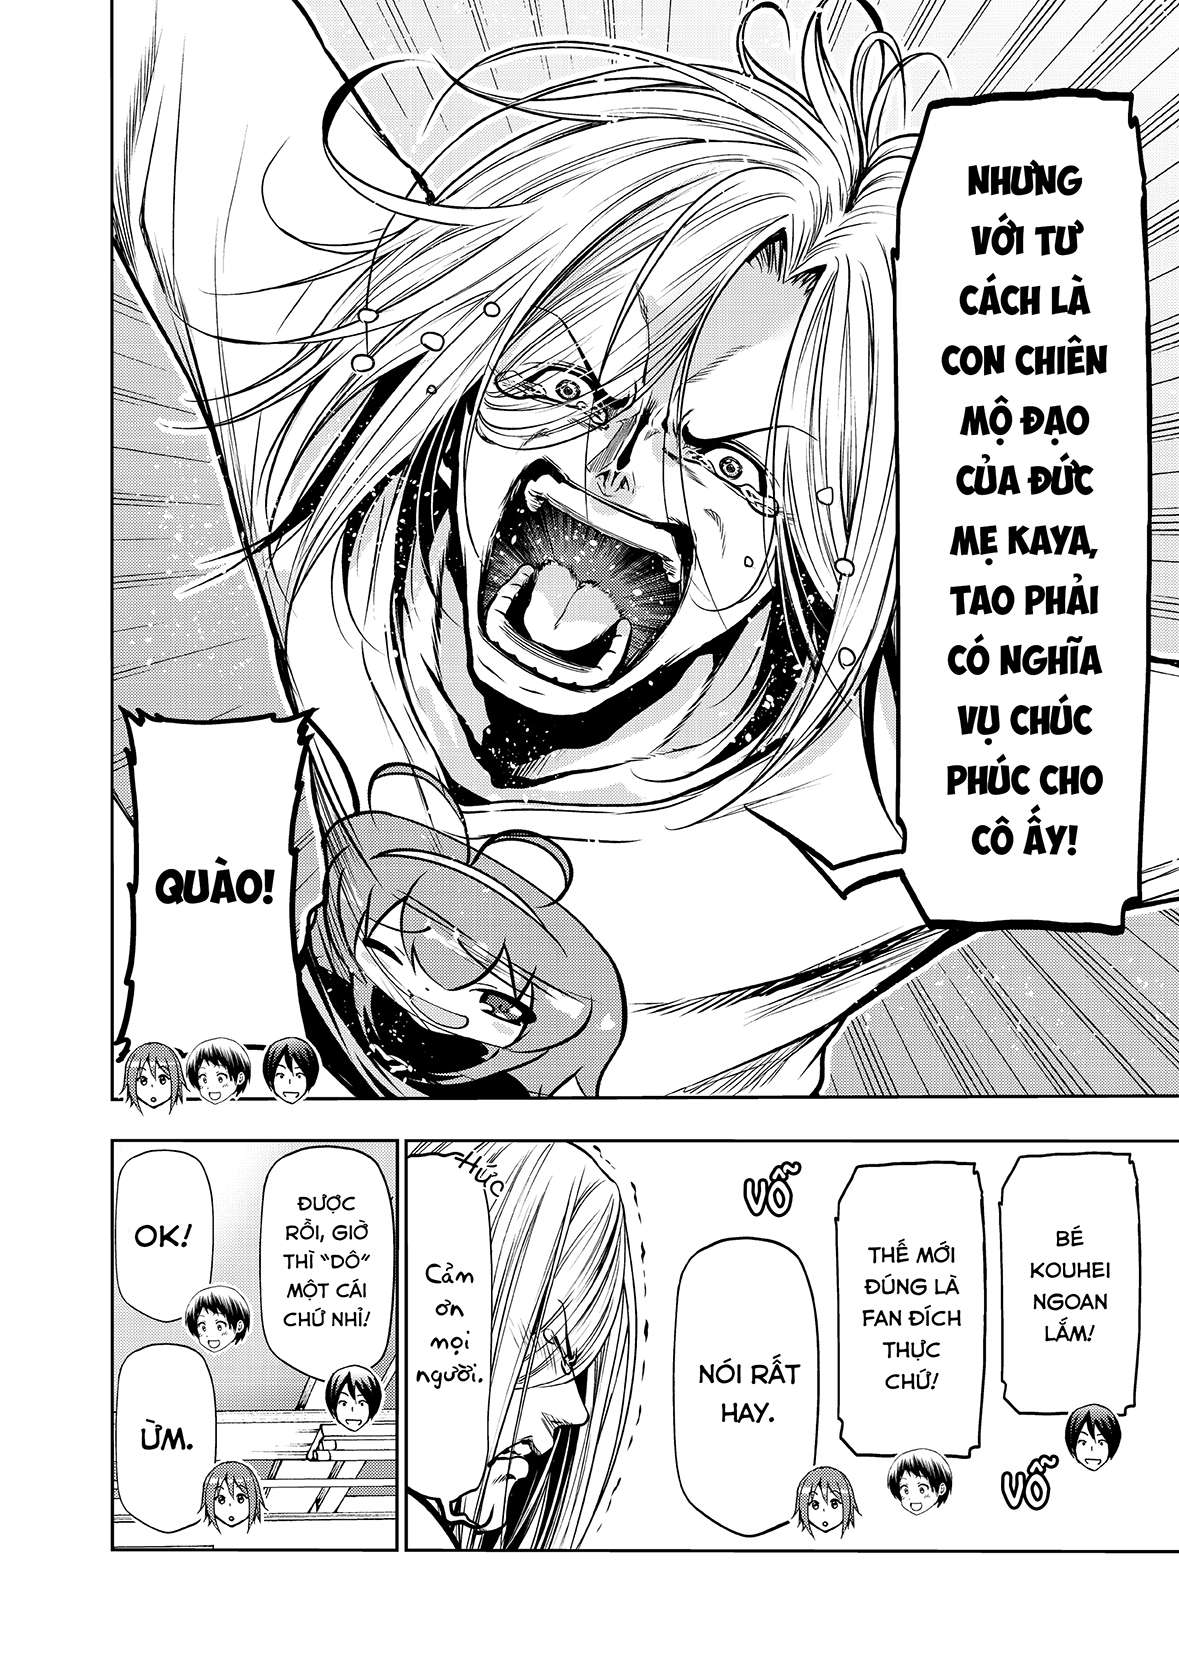 NHƯNG
VỚI TƯ
CÁCH LÀ
CON CHIÊN
MỘ ĐẠO
CỦA ĐỨC
MẸ KAYA,
TAO PHẢI
CÓ NGHĨA
VỤ CHÚC
PHÚC CHO
CÔ ẤY!
QUÀO!
BÉ
KOUHEI
NGOAN
LẮM!
VỖ
THẾ MỚI
ĐÚNG LÀ
FAN ĐÍCH
THỰC
CHỨ!
VỖ
NÓI RẤT
HAY.
Hức
Cảm
ơn
mọi
người.
ĐƯỢC
RỒI, GIỜ
THÌ "DÔ"
MỘT CÁI
CHỨ NHỈ!
OK!
ỪM.